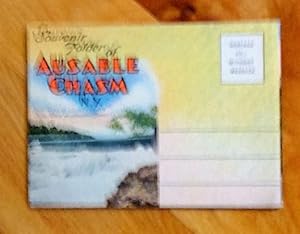 Souvenir
Folder
of
AUSABLE
CHASM
N.Y.